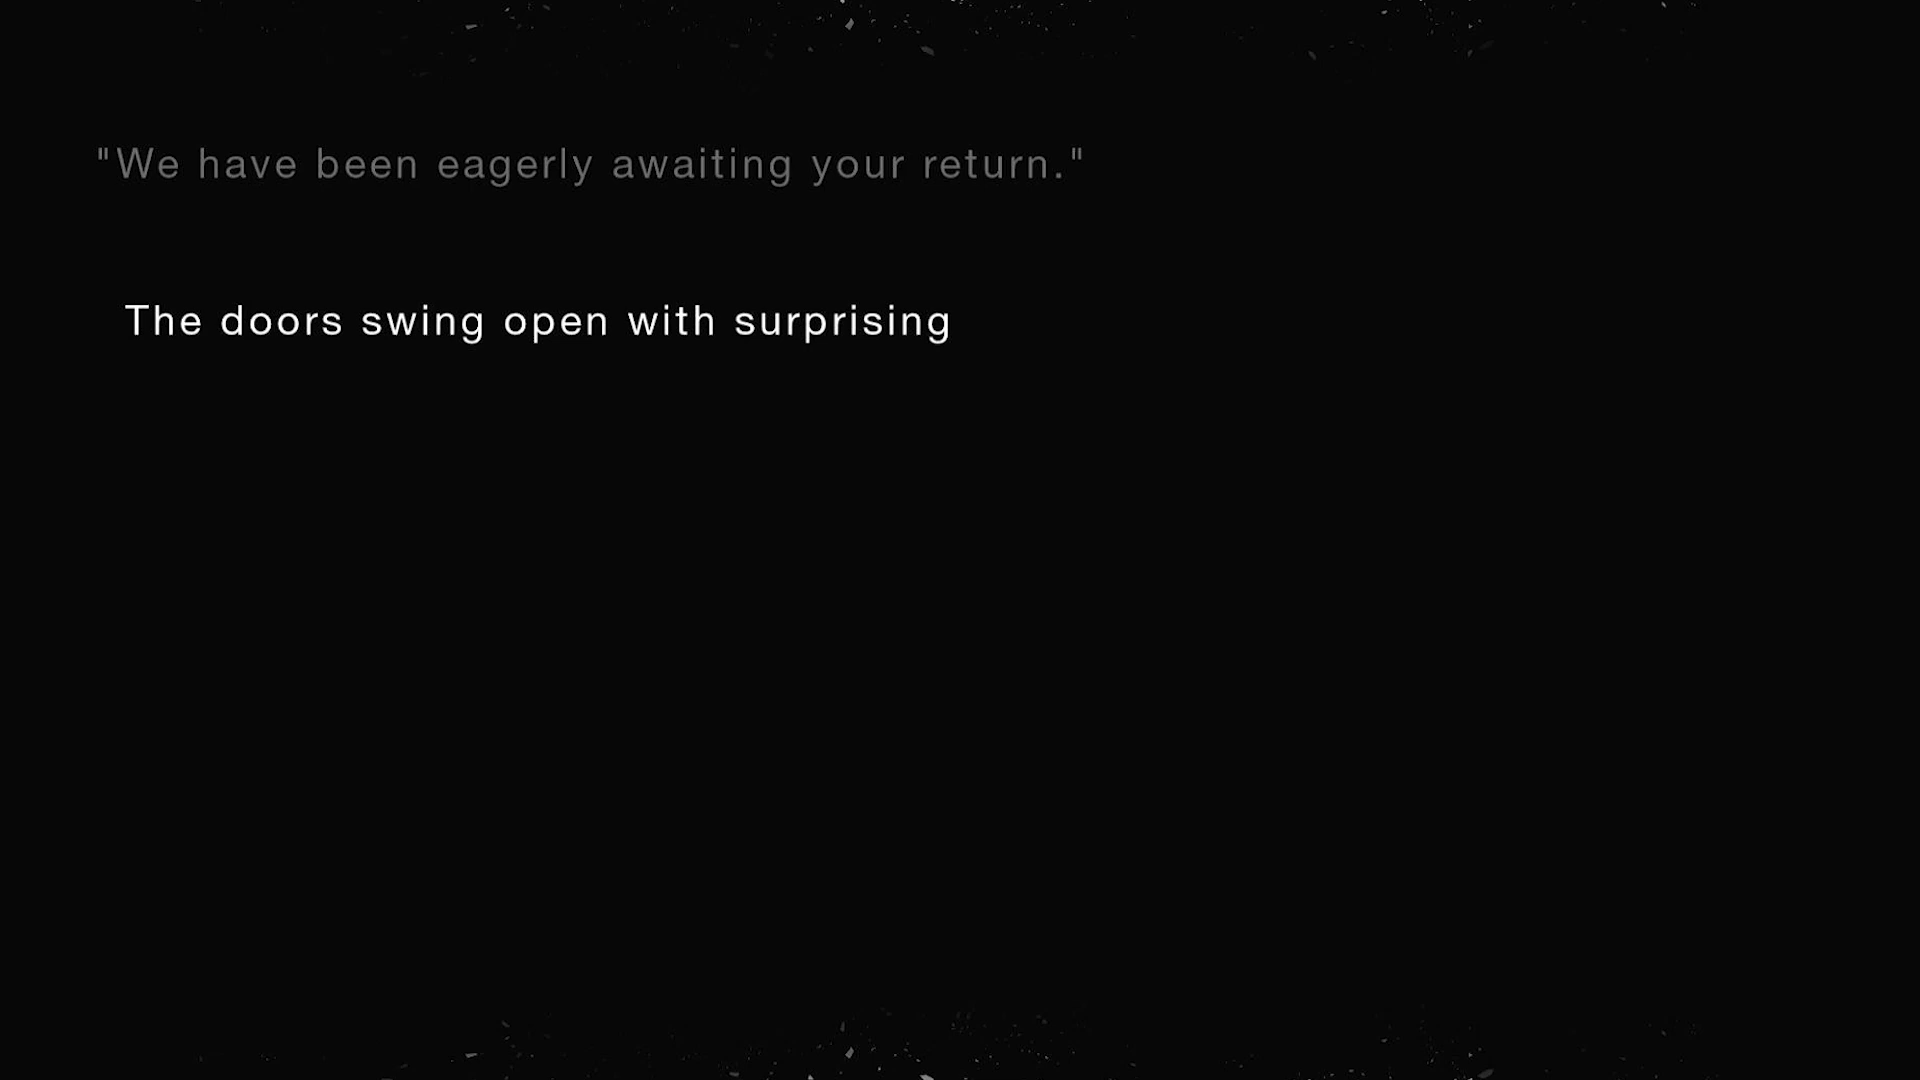 "We have been eagerly awaiting your return."
The doors swing open with surprising